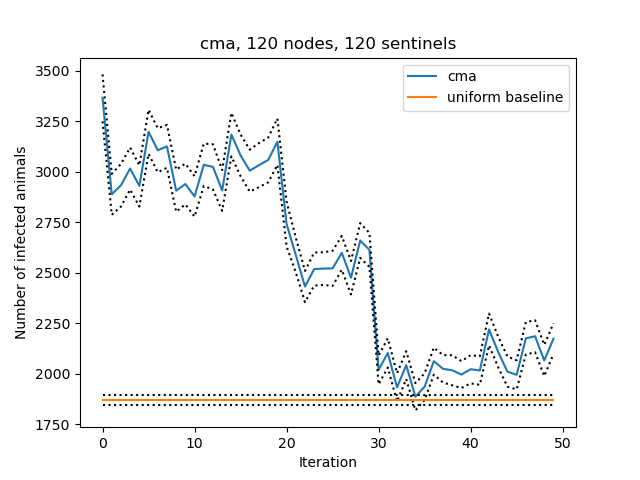 cma, 120 nodes, 120 sentinels
cma
uniform baseline
Number of infected animals
3500
3250
3000
2750
2500
2250
2000
1750
0 10 20 30 40 50
Iteration